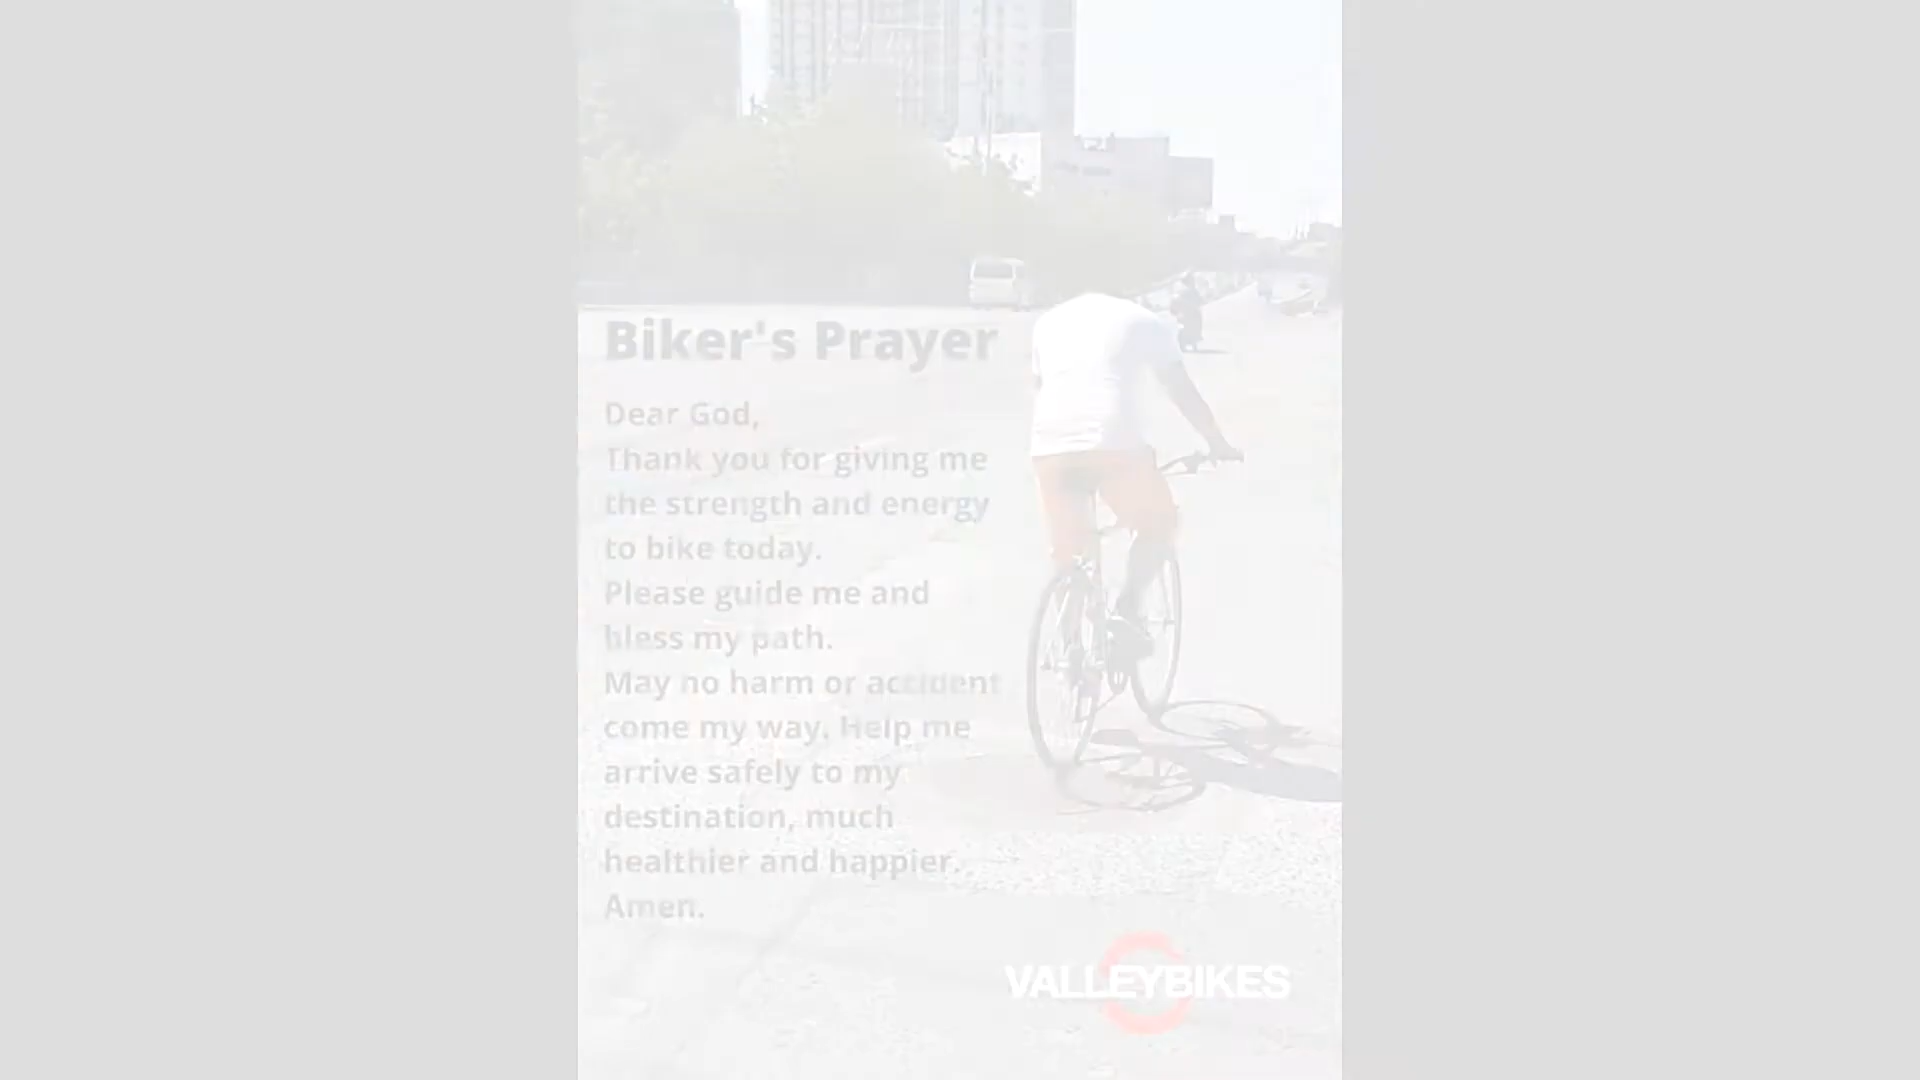 Biker's Prayer
Dear God,
Thank you for giving me
the strength and energy
to bike today.
Please guide me and
bless my path.
May no harm or accident
come my way. Help me
arrive safely to my
destination, much
healthier and happier.
Amen.
VALLEYBIKES